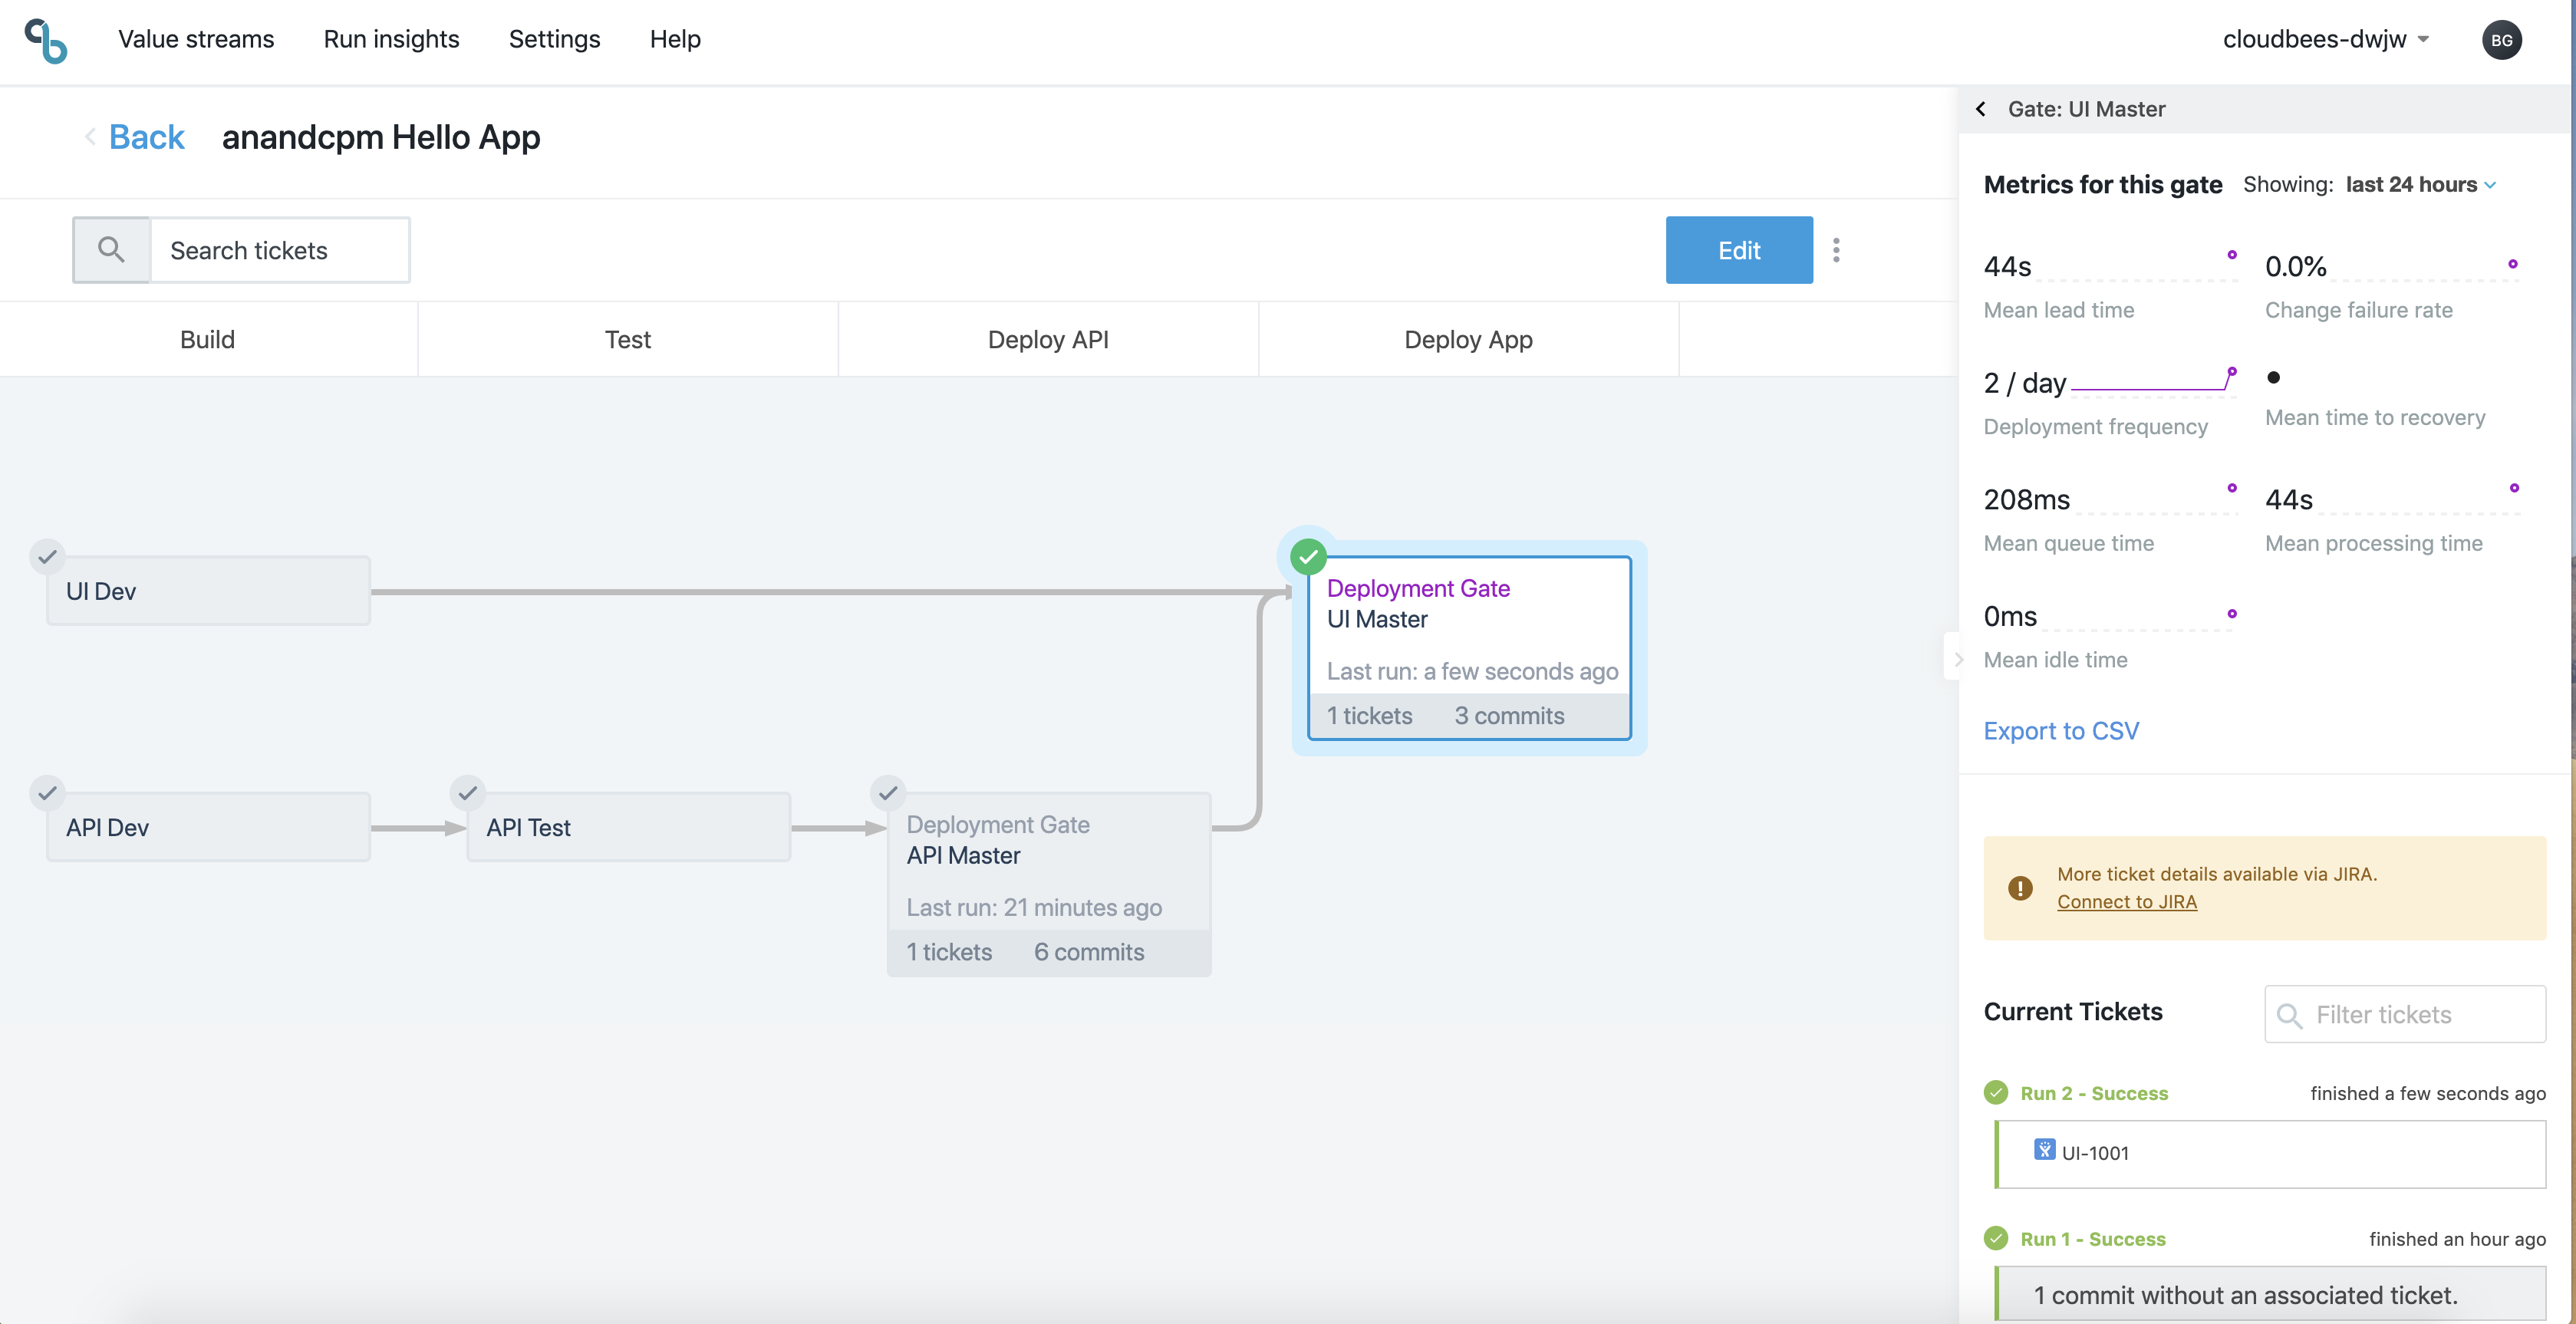 Value streams
Run insights
Settings
Help
cloudbees-dwjw
BG
Back
anandcpm Hello App
Search tickets
Edit
Build
Test
Deploy API
Deploy App
UI Dev
Deployment Gate
UI Master
Last run: a few seconds ago
1 tickets 3 commits
API Dev
API Test
Deployment Gate
API Master
Last run: 21 minutes ago
1 tickets 6 commits
Gate: UI Master
Metrics for this gate Showing: last 24 hours
44s
Mean lead time
0.0%
Change failure rate
2 / day
Deployment frequency
Mean time to recovery
208ms
Mean queue time
44s
Mean processing time
0ms
Mean idle time
Export to CSV
More ticket details available via JIRA.
Connect to JIRA
Current Tickets
Filter tickets
Run 2 - Success finished a few seconds ago
UI-1001
Run 1 - Success finished an hour ago
1 commit without an associated ticket.